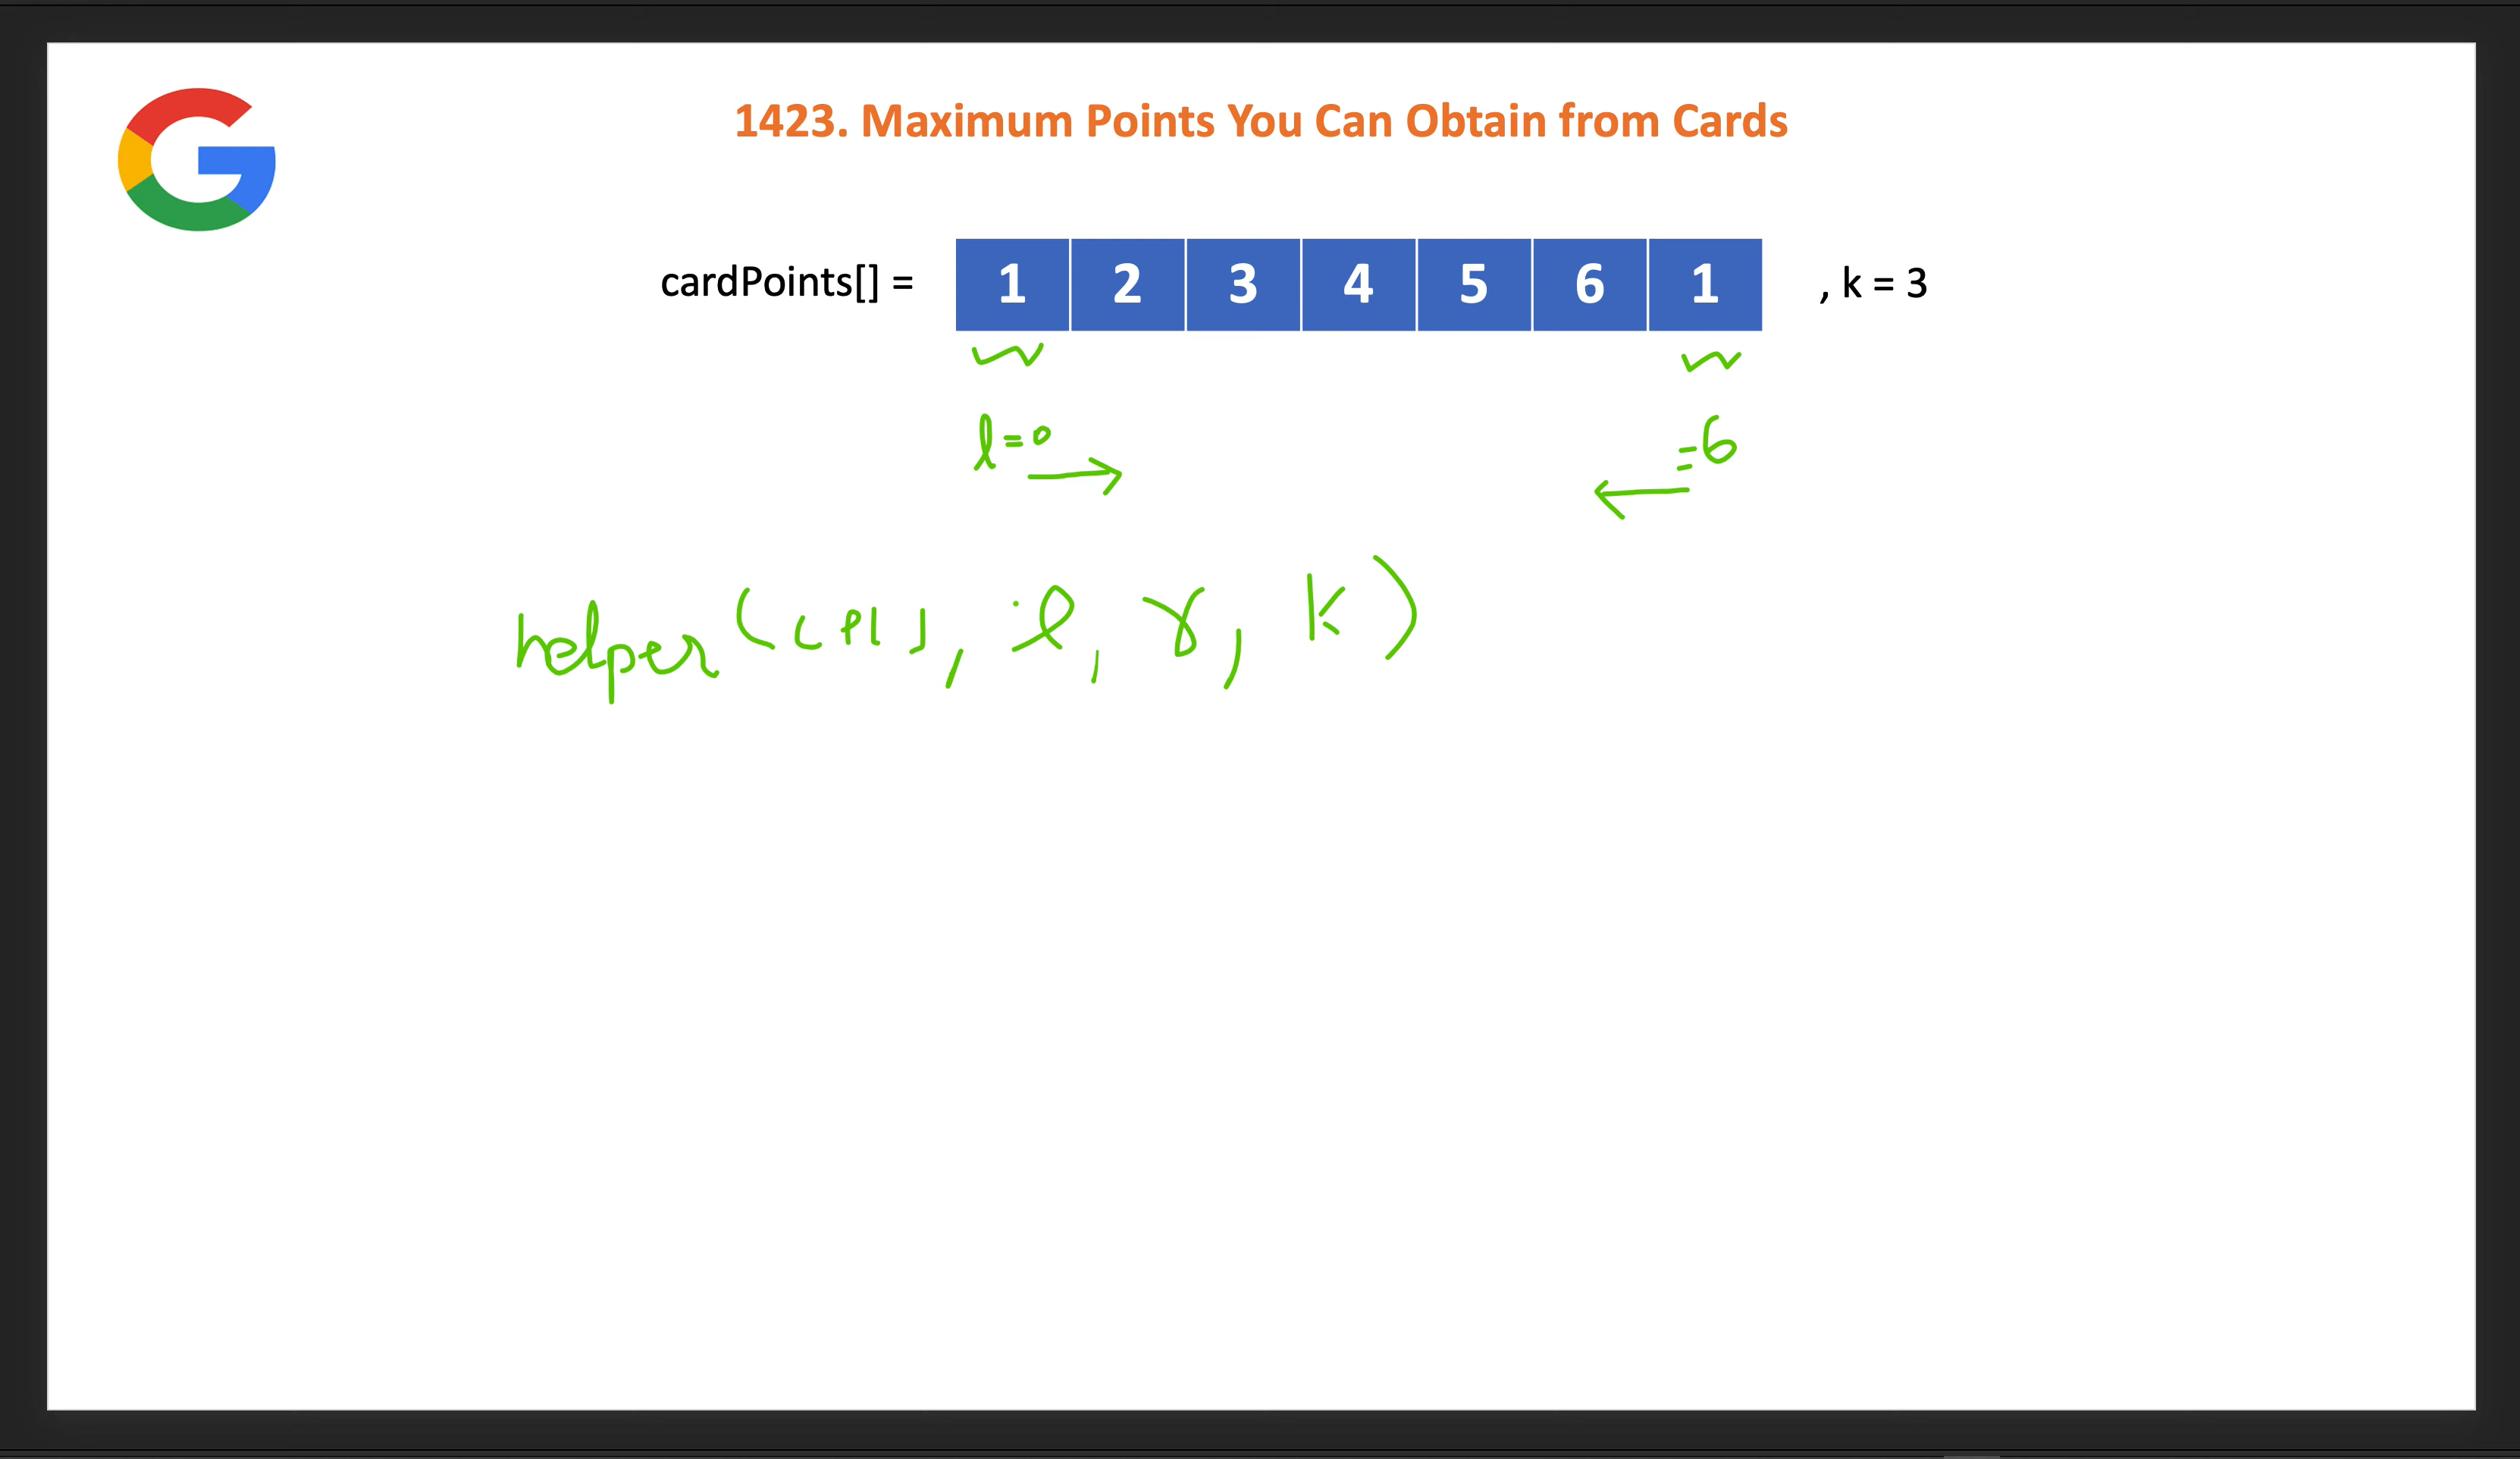 1423. Maximum Points You Can Obtain from Cards
cardPoints[] = 1 2 3 4 5 6 1 , k = 3
l=0 =6
helper(cp[], l, r, k)